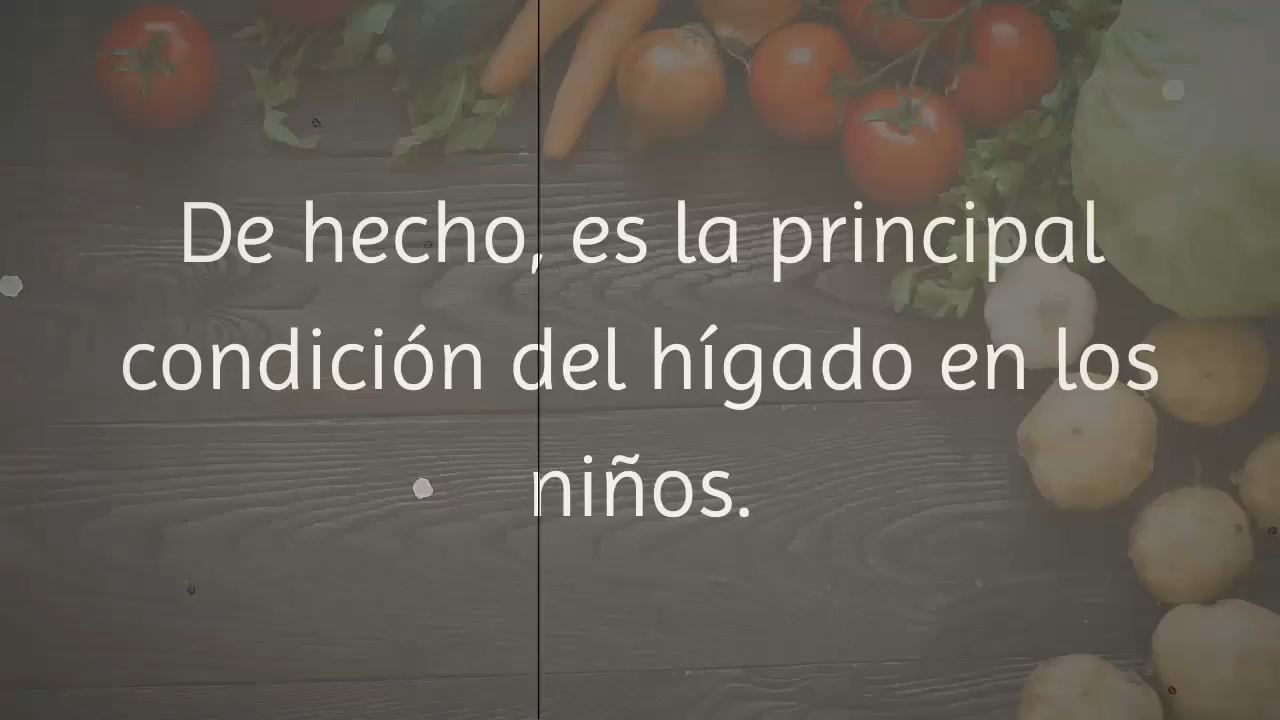 De hecho, es la principal
condición del hígado en los
niños.